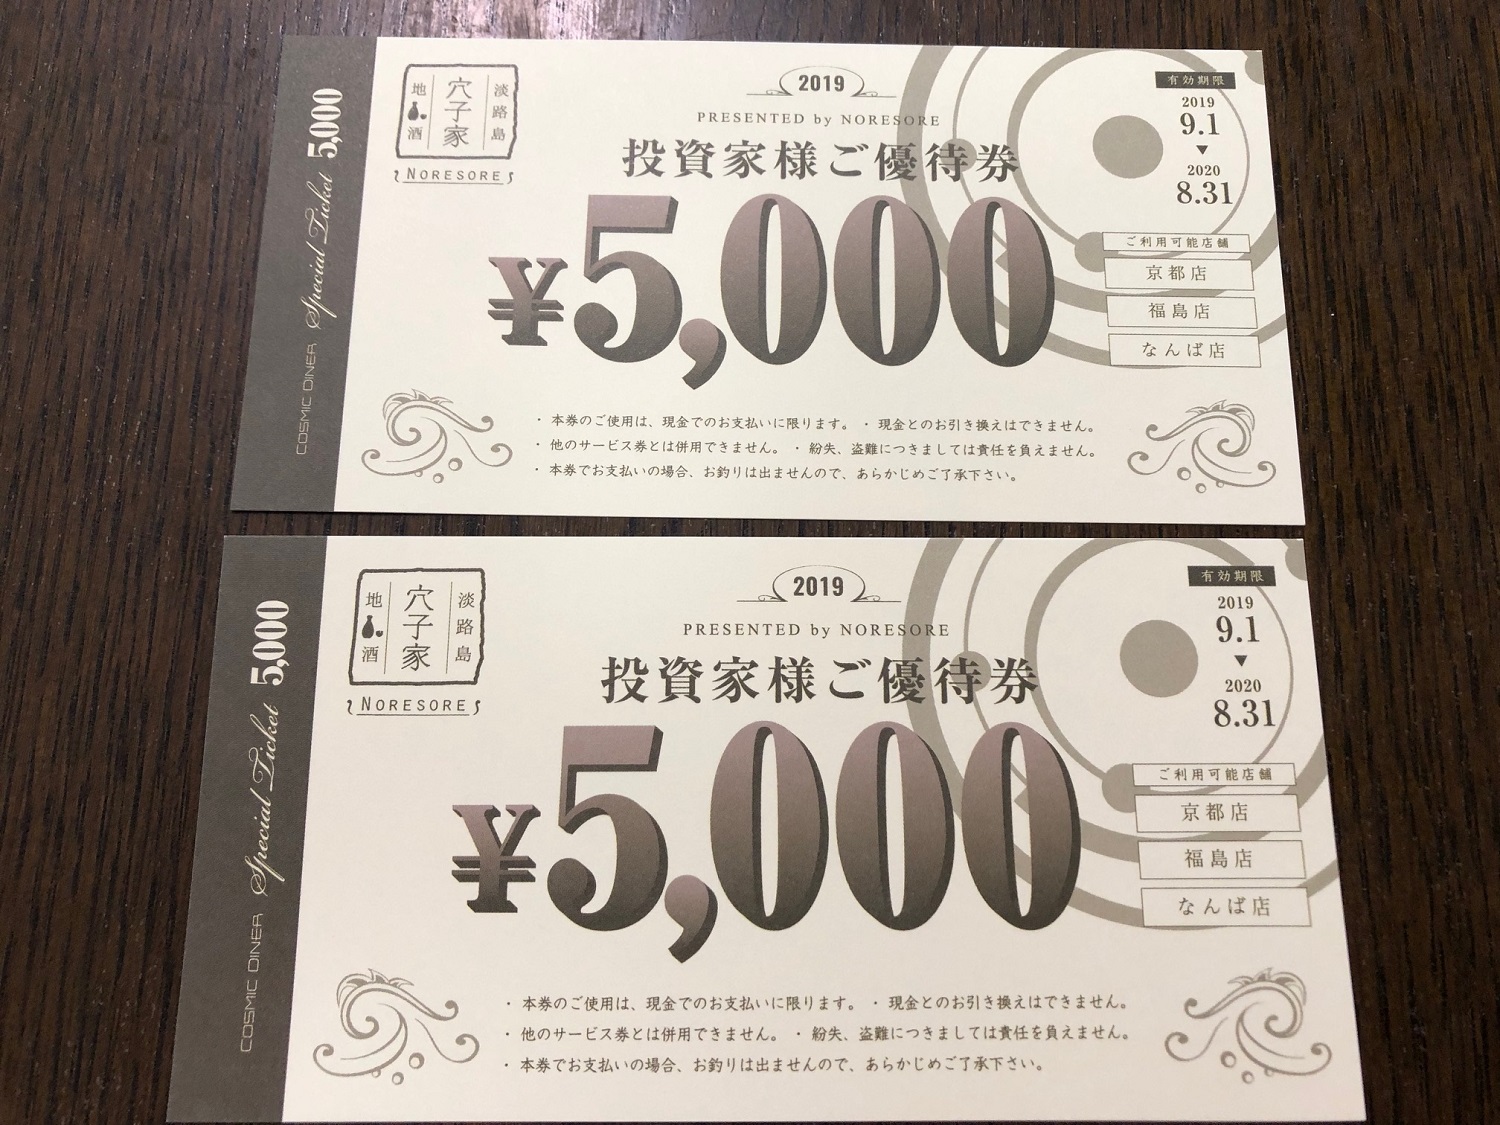 COSMIC DINER Special Ticket 5,000
淡路島
穴子家
地酒
NORESORE
2019
PRESENTED by NORESORE
投資家様ご優待券
¥5,000
有効期限
2019
9.1
▼
2020
8.31
ご利用可能店舗
京都店
福島店
なんば店
・ 本券のご使用は、現金でのお支払いに限ります。 ・ 現金とのお引き換えはできません。
・ 他のサービス券とは併用できません。 ・ 紛失、盗難につきましては責任を負えません。
・ 本券でお支払いの場合、お釣りは出ませんので、あらかじめご了承下さい。
COSMIC DINER Special Ticket 5,000
淡路島
穴子家
地酒
NORESORE
2019
PRESENTED by NORESORE
投資家様ご優待券
¥5,000
有効期限
2019
9.1
▼
2020
8.31
ご利用可能店舗
京都店
福島店
なんば店
・ 本券のご使用は、現金でのお支払いに限ります。 ・ 現金とのお引き換えはできません。
・ 他のサービス券とは併用できません。 ・ 紛失、盗難につきましては責任を負えません。
・ 本券でお支払いの場合、お釣りは出ませんので、あらかじめご了承下さい。